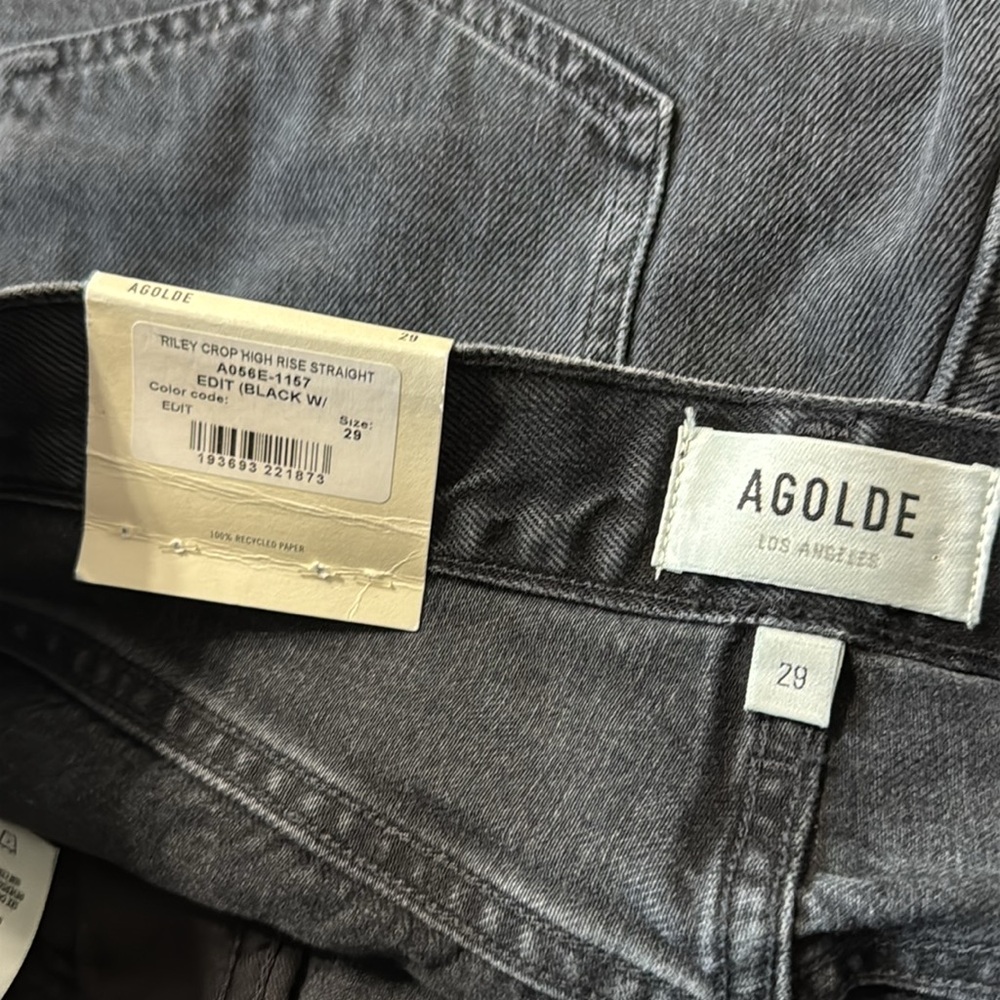 AGOLDE
29
RILEY CROP HIGH RISE STRAIGHT
A056E-1157
EDIT (BLACK W/
Color code:
EDIT
Size:
29
193693 221873
100% RECYCLED PAPER
AGOLDE
LOS ANGELES
29